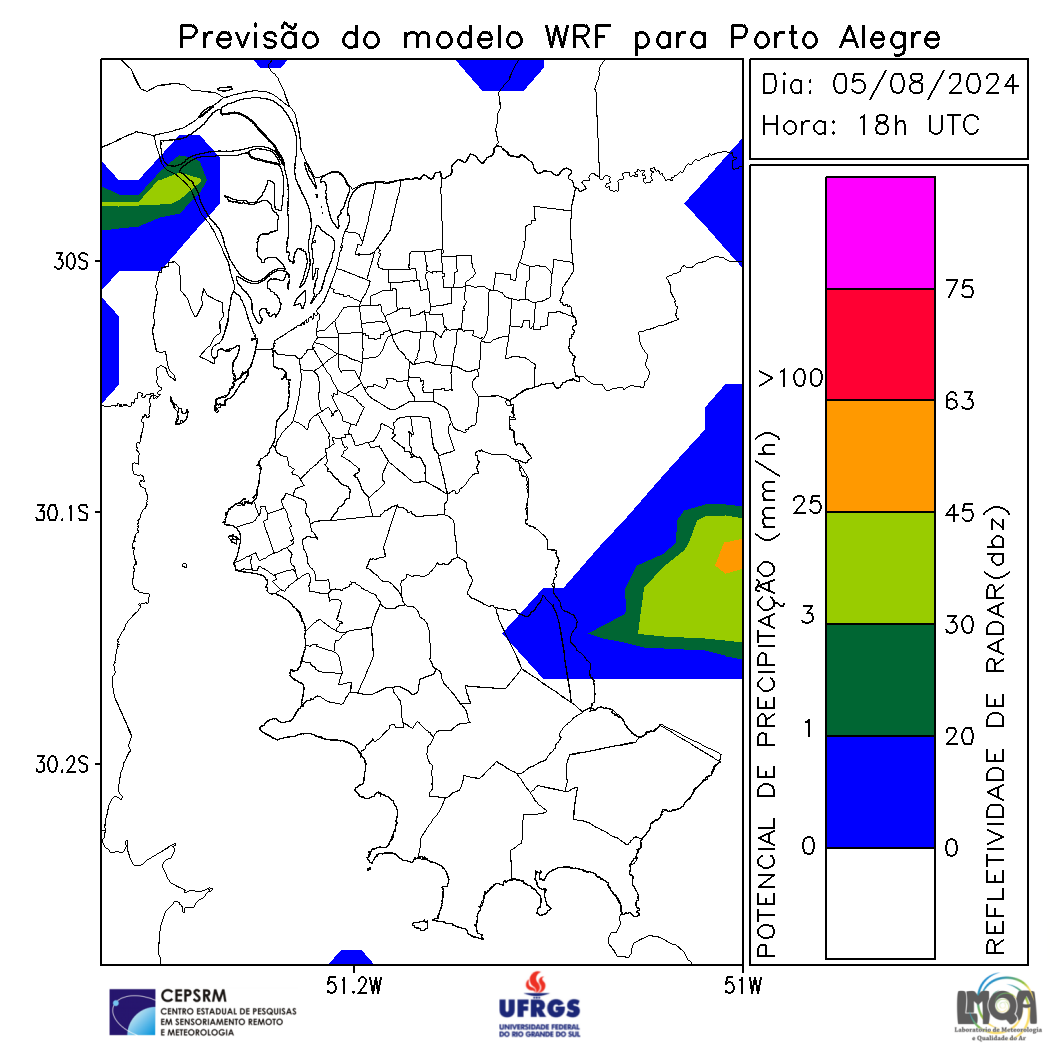 Previsão do modelo WRF para Porto Alegre
Dia: 05/08/2024
Hora: 18h UTC
30S
30.1S
30.2S
51.2W
51W
POTENCIAL DE PRECIPITAÇÃO (mm/h)
>100
25
3
1
0
75
63
45
30
20
0
REFLETIVIDADE DE RADAR(dbz)
CEPSRM
CENTRO ESTADUAL DE PESQUISAS
EM SENSORIAMENTO REMOTO
E METEOROLOGIA
UFRGS
UNIVERSIDADE FEDERAL
DO RIO GRANDE DO SUL
LMQA
Laboratório de Meteorologia
e Qualidade do Ar